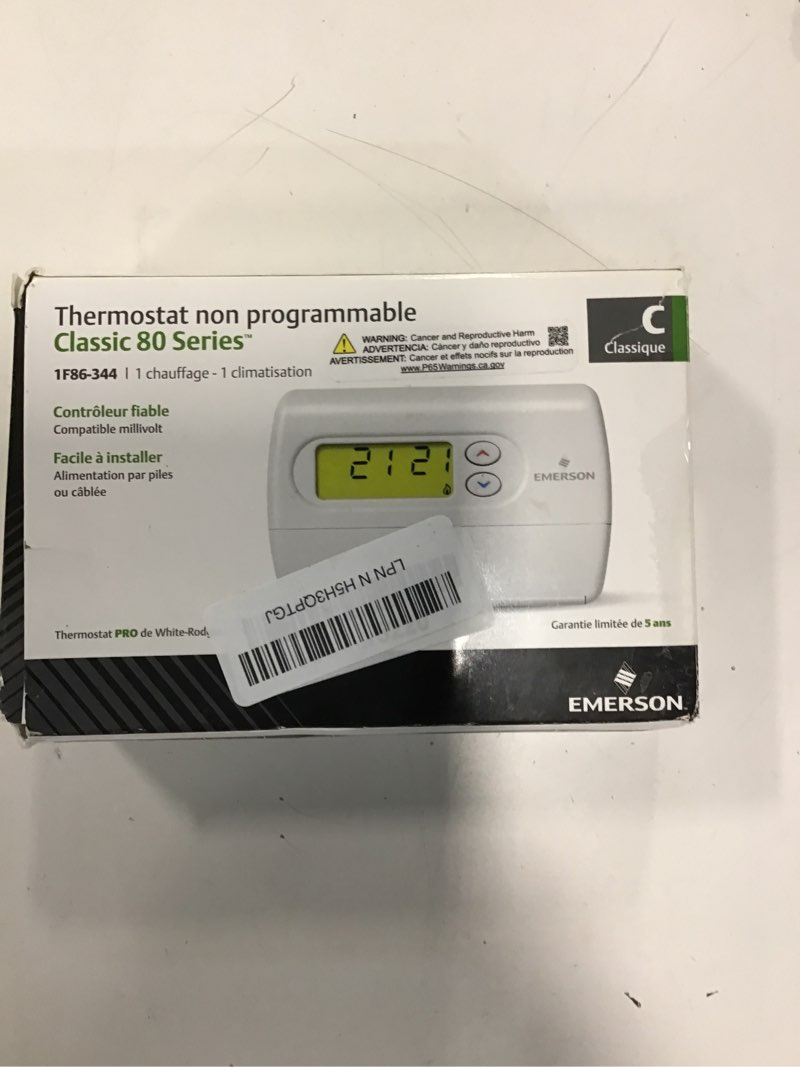 Thermostat non programmable
Classic 80 Series™
1F86-344 | 1 chauffage - 1 climatisation
WARNING: Cancer and Reproductive Harm
ADVERTENCIA: Cáncer y daño reproductivo
AVERTISSEMENT: Cancer et effets nocifs sur la reproduction
www.P65Warnings.ca.gov
C
Classique
Contrôleur fiable
Compatible millivolt
Facile à installer
Alimentation par piles
ou câblée
21 21
EMERSON
LPN N H5H3QPTGJ
Thermostat PRO de
Garantie limitée de 5 ans
EMERSON